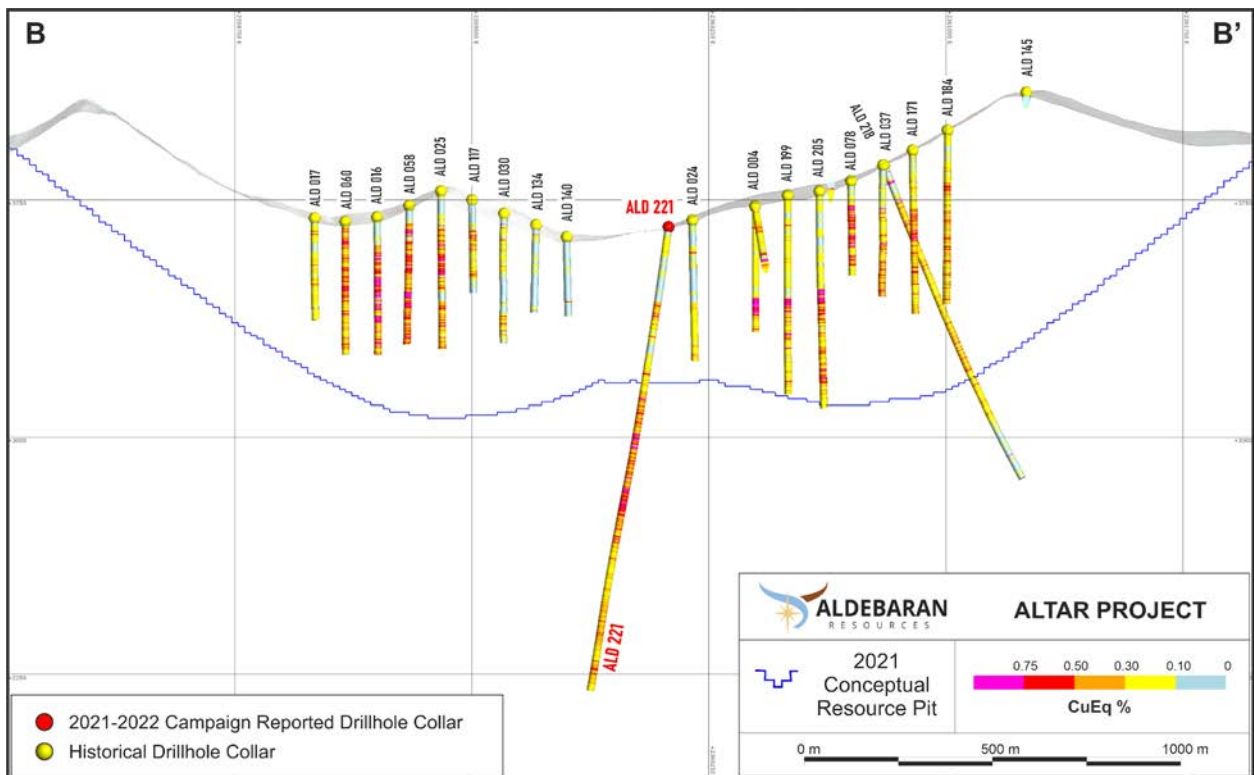 B
B'
ALD 145
ALD 184
ALD 171
ALD 037
ALD 218
ALD 078
ALD 205
ALD 199
ALD 004
ALD 024
ALD 221
ALD 140
ALD 134
ALD 030
ALD 117
ALD 025
ALD 058
ALD 016
ALD 060
ALD 017
ALD 221
ALDEBARAN
RESOURCES
ALTAR PROJECT
2021
Conceptual
Resource Pit
0.75 0.50 0.30 0.10 0
CuEq %
0 m 500 m 1000 m
2021-2022 Campaign Reported Drillhole Collar
Historical Drillhole Collar